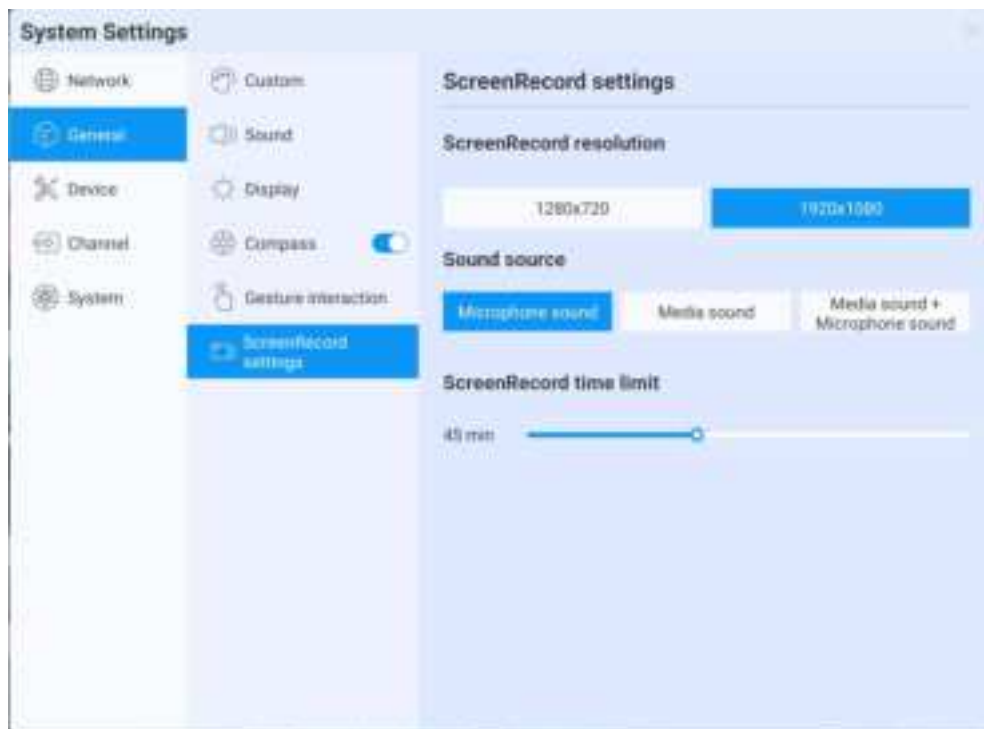 System Settings
Network
General
Device
Channel
System
Custom
Sound
Display
Compass
Gesture interaction
ScreenRecord
settings
ScreenRecord settings
ScreenRecord resolution
1280x720
1920x1080
Sound source
Microphone sound
Media sound
Media sound +
Microphone sound
ScreenRecord time limit
45 min